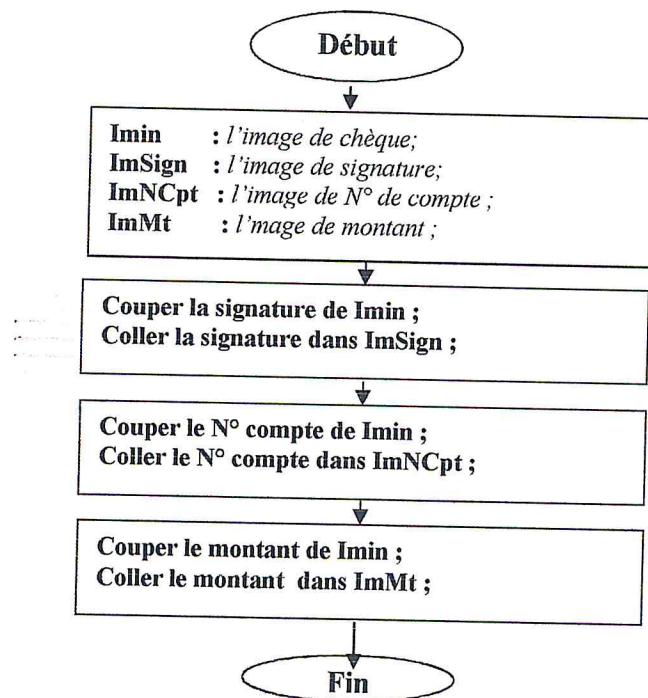 Début
Imin : l'image de chèque;
ImSign : l'image de signature;
ImNCpt : l'image de N° de compte ;
ImMt : l'mage de montant ;
Couper la signature de Imin ;
Coller la signature dans ImSign ;
Couper le N° compte de Imin ;
Coller le N° compte dans ImNCpt ;
Couper le montant de Imin ;
Coller le montant dans ImMt ;
Fin